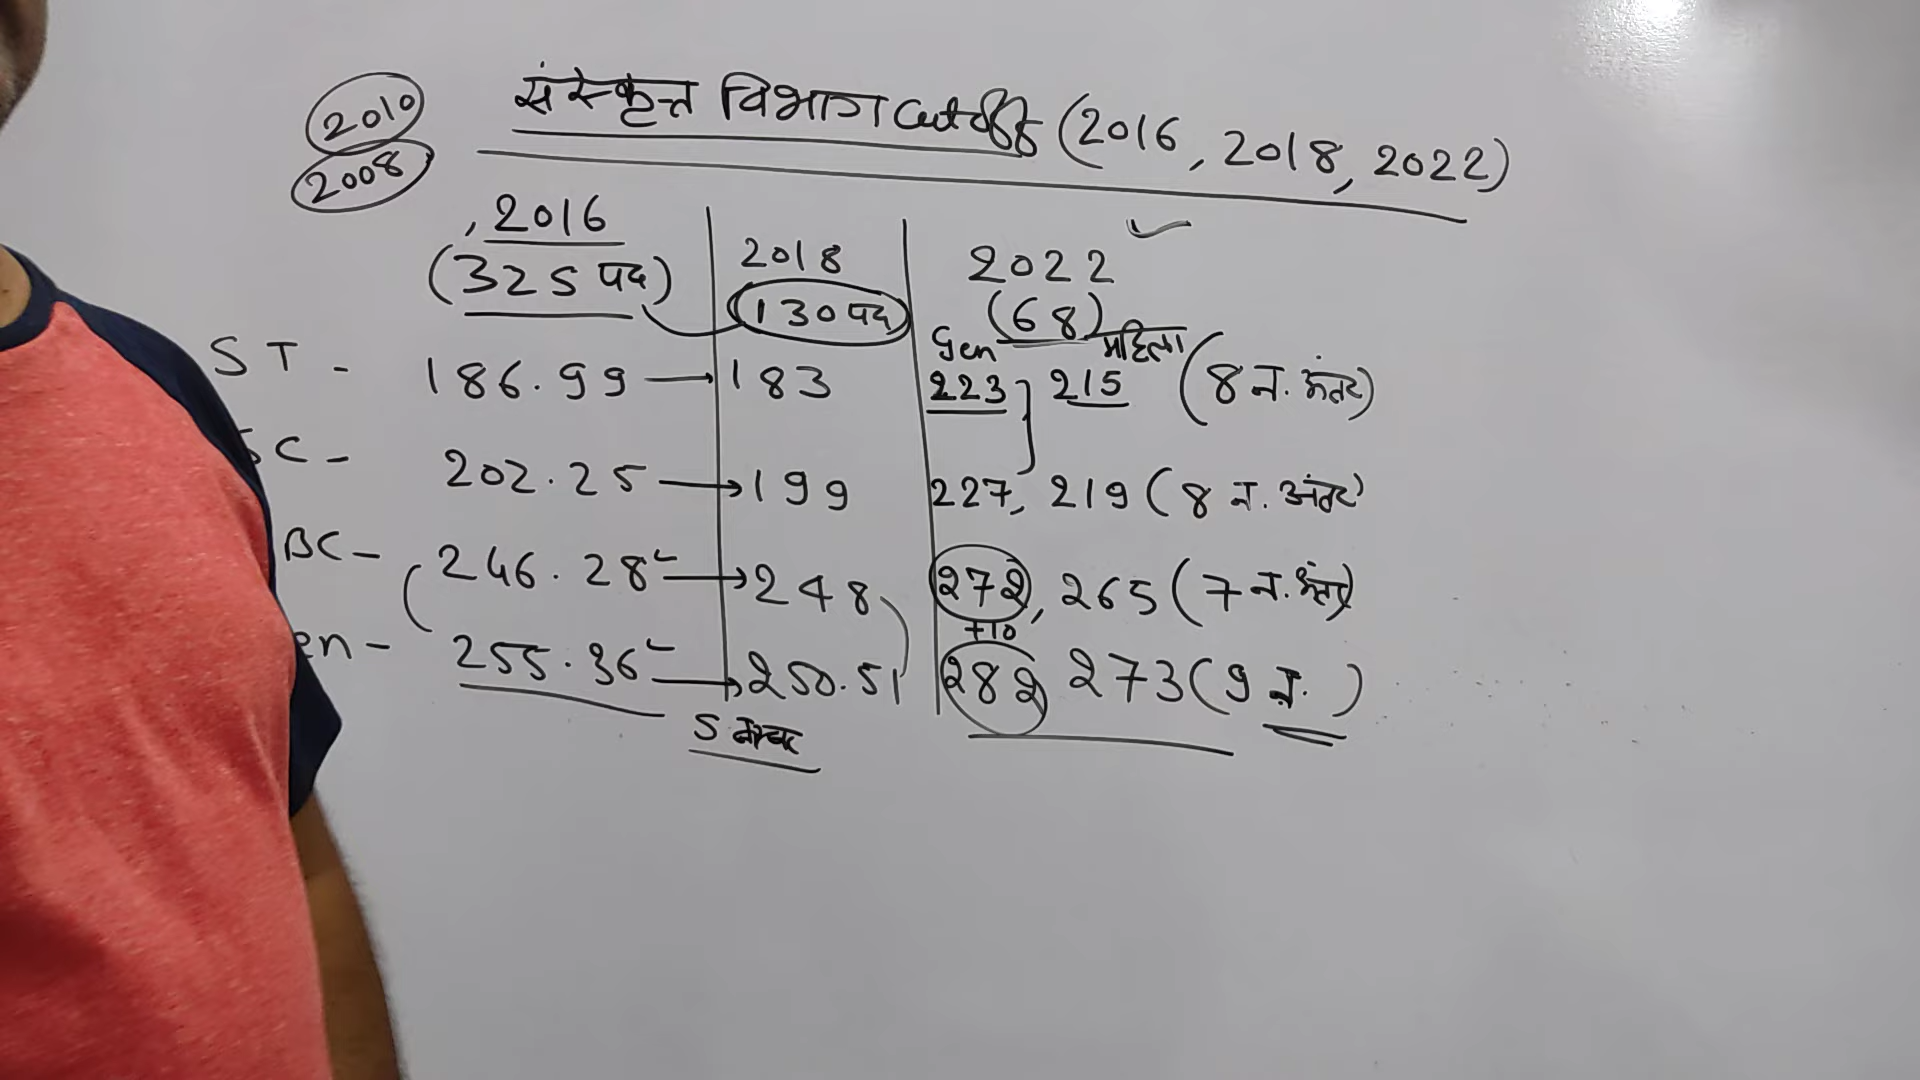 2010
2008
संस्कृत विभाग cutoff (2016, 2018, 2022)
2016
(325 पद)
2018
130 पद
2022
(68)
Gen महिला
ST - 186.99 183 223 215 (8 न. अंतर)
SC - 202.25 199 227, 219 (8 न. अंतर)
BC - 246.28 248 272, 265 (7 न. अंतर)
+10
en - 255.36 250.51 282 273 (9 न.)
5 नम्बर